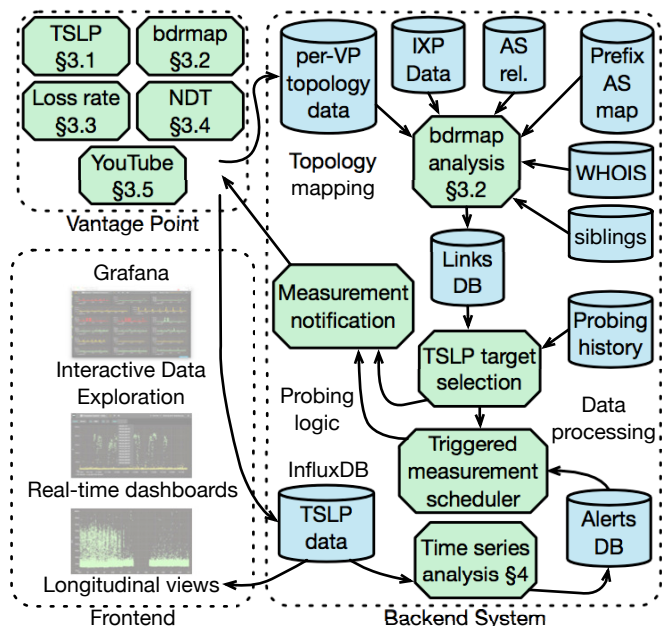 TSLP
§3.1
bdrmap
§3.2
Loss rate
§3.3
NDT
§3.4
YouTube
§3.5
Vantage Point
per-VP
topology
data
IXP
Data
AS
rel.
Prefix
AS
map
Topology
mapping
bdrmap
analysis
§3.2
WHOIS
siblings
Links
DB
Measurement
notification
TSLP target
selection
Probing
history
Probing
logic
Triggered
measurement
scheduler
Data
processing
InfluxDB
TSLP
data
Time series
analysis §4
Alerts
DB
Backend System
Grafana
Interactive Data
Exploration
Real-time dashboards
Longitudinal views
Frontend